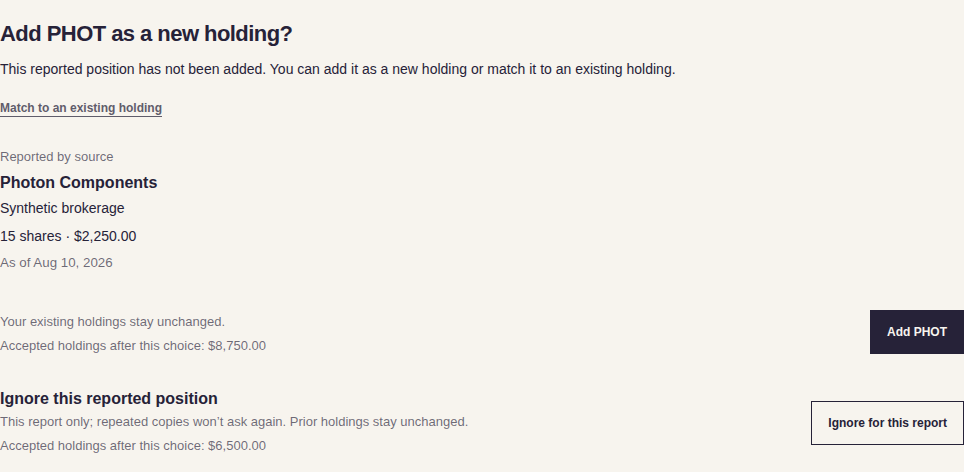 Add PHOT as a new holding?
This reported position has not been added. You can add it as a new holding or match it to an existing holding.
Match to an existing holding
Reported by source
Photon Components
Synthetic brokerage
15 shares · $2,250.00
As of Aug 10, 2026
Your existing holdings stay unchanged.
Accepted holdings after this choice: $8,750.00
Add PHOT
Ignore this reported position
This report only; repeated copies won’t ask again. Prior holdings stay unchanged.
Accepted holdings after this choice: $6,500.00
Ignore for this report